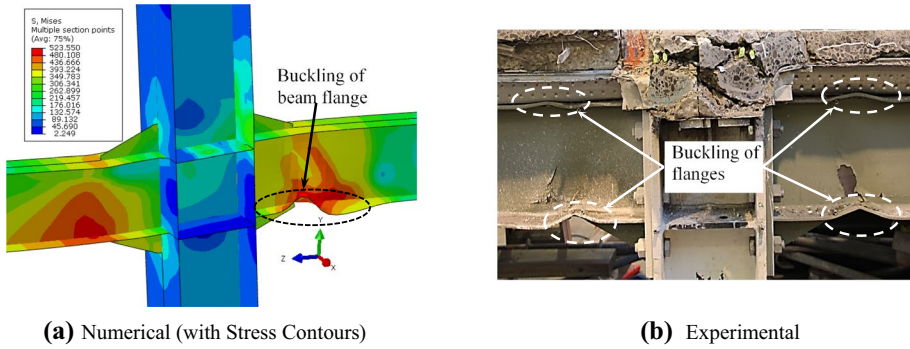 S, Mises
Multiple section points
(Avg: 75%)
523.550
480.108
436.666
393.224
349.783
306.341
262.899
219.457
176.016
132.574
89.132
45.690
2.249
Buckling of
beam flange
Y
Z
X
Buckling of
flanges
(a) Numerical (with Stress Contours)
(b) Experimental